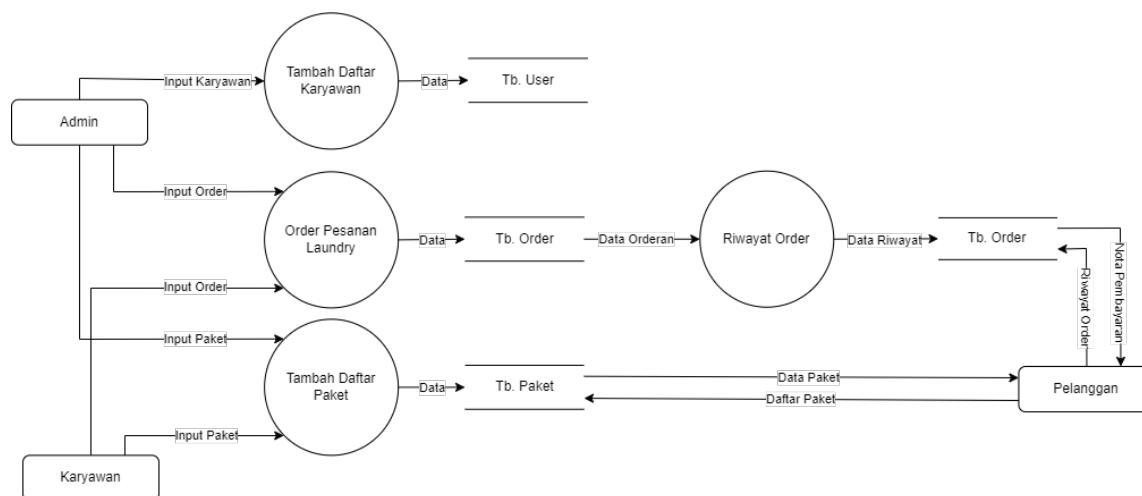 Tambah Daftar
Karyawan
Input Karyawan
Data
Tb. User
Admin
Input Order
Order Pesanan
Laundry
Data
Tb. Order
Data Orderan
Riwayat Order
Data Riwayat
Tb. Order
Nota Pembayaran
Riwayat Order
Input Order
Input Paket
Tambah Daftar
Paket
Data
Tb. Paket
Data Paket
Daftar Paket
Pelanggan
Input Paket
Karyawan